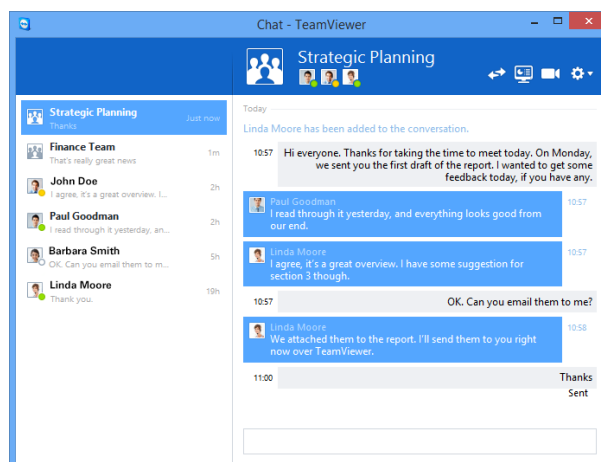 Chat - TeamViewer
Strategic Planning
Strategic Planning
Thanks
Just now
Finance Team
That's really great news
1m
John Doe
I agree, it's a great overview. I...
2h
Paul Goodman
I read through it yesterday, an...
2h
Barbara Smith
OK. Can you email them to m...
5h
Linda Moore
Thank you.
19h
Today
Linda Moore has been added to the conversation.
10:57
Hi everyone. Thanks for taking the time to meet today. On Monday,
we sent you the first draft of the report. I wanted to get some
feedback today, if you have any.
Paul Goodman
10:57
I read through it yesterday, and everything looks good from
our end.
Linda Moore
10:57
I agree, it's a great overview. I have some suggestion for
section 3 though.
10:57
OK. Can you email them to me?
Linda Moore
10:58
We attached them to the report. I'll send them to you right
now over TeamViewer.
11:00
Thanks
Sent